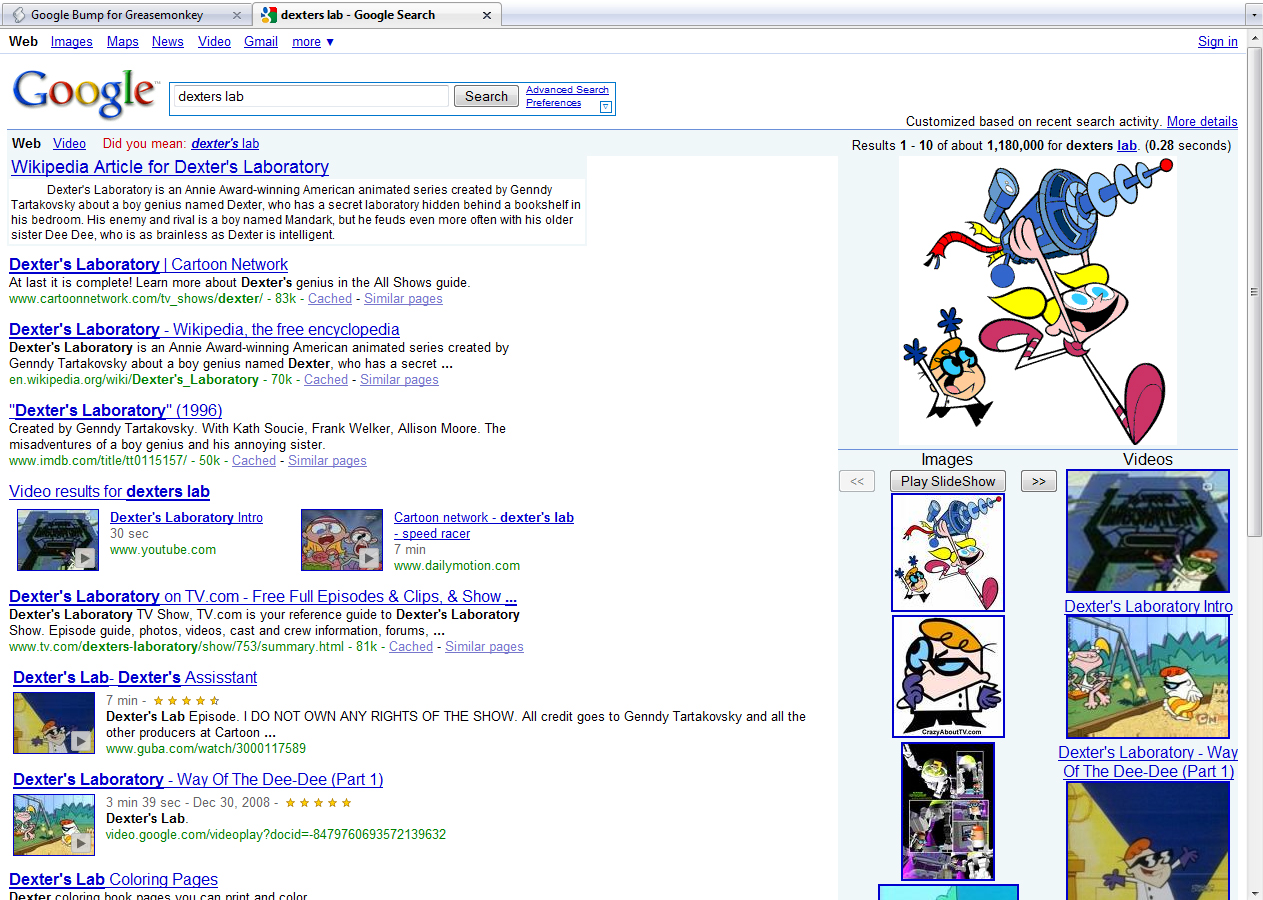 Google Bump for Greasemonkey
dexters lab - Google Search
Web Images Maps News Video Gmail more ▼ Sign in
Google™
dexters lab Search Advanced Search
Preferences
Customized based on recent search activity. More details
Web Video Did you mean: dexter's lab Results 1 - 10 of about 1,180,000 for dexters lab. (0.28 seconds)
Wikipedia Article for Dexter's Laboratory
Dexter's Laboratory is an Annie Award-winning American animated series created by Genndy
Tartakovsky about a boy genius named Dexter, who has a secret laboratory hidden behind a bookshelf in
his bedroom. His enemy and rival is a boy named Mandark, but he feuds even more often with his older
sister Dee Dee, who is as brainless as Dexter is intelligent.
Dexter's Laboratory | Cartoon Network
At last it is complete! Learn more about Dexter's genius in the All Shows guide.
www.cartoonnetwork.com/tv_shows/dexter/ - 83k - Cached - Similar pages
Dexter's Laboratory - Wikipedia, the free encyclopedia
Dexter's Laboratory is an Annie Award-winning American animated series created by
Genndy Tartakovsky about a boy genius named Dexter, who has a secret ...
en.wikipedia.org/wiki/Dexter's_Laboratory - 70k - Cached - Similar pages
"Dexter's Laboratory" (1996)
Created by Genndy Tartakovsky. With Kath Soucie, Frank Welker, Allison Moore. The
misadventures of a boy genius and his annoying sister.
www.imdb.com/title/tt0115157/ - 50k - Cached - Similar pages
Video results for dexters lab
Dexter's Laboratory Intro
30 sec
www.youtube.com
Cartoon network - dexter's lab
- speed racer
7 min
www.dailymotion.com
Dexter's Laboratory on TV.com - Free Full Episodes & Clips, & Show ...
Dexter's Laboratory TV Show, TV.com is your reference guide to Dexter's Laboratory
Show. Episode guide, photos, videos, cast and crew information, forums, ...
www.tv.com/dexters-laboratory/show/753/summary.html - 81k - Cached - Similar pages
Dexter's Lab- Dexter's Assisstant
7 min -
Dexter's Lab Episode. I DO NOT OWN ANY RIGHTS OF THE SHOW. All credit goes to Genndy Tartakovsky and all the
other producers at Cartoon ...
www.guba.com/watch/3000117589
Dexter's Laboratory - Way Of The Dee-Dee (Part 1)
3 min 39 sec - Dec 30, 2008 -
Dexter's Lab.
video.google.com/videoplay?docid=-8479760693572139632
Dexter's Lab Coloring Pages
Dexter coloring book pages you can print and color.
Images
<< Play SlideShow >>
CrazyAboutTV.com
Videos
Dexter's Laboratory Intro
Dexter's Laboratory - Way
Of The Dee-Dee (Part 1)